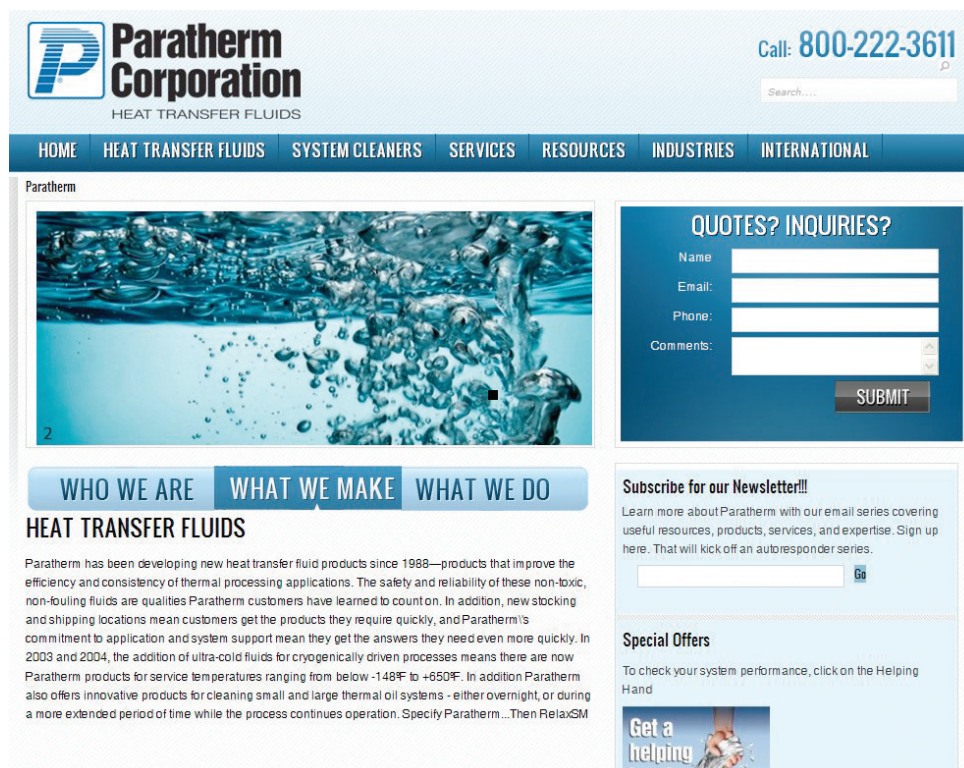 Paratherm
Corporation
HEAT TRANSFER FLUIDS
Call: 800-222-3611
Search....
HOME HEAT TRANSFER FLUIDS SYSTEM CLEANERS SERVICES RESOURCES INDUSTRIES INTERNATIONAL
Paratherm
2
QUOTES? INQUIRIES?
Name
Email:
Phone:
Comments:
SUBMIT
WHO WE ARE WHAT WE MAKE WHAT WE DO
HEAT TRANSFER FLUIDS
Paratherm has been developing new heat transfer fluid products since 1988—products that improve the
efficiency and consistency of thermal processing applications. The safety and reliability of these non-toxic,
non-fouling fluids are qualities Paratherm customers have learned to count on. In addition, new stocking
and shipping locations mean customers get the products they require quickly, and Paratherm\'s
commitment to application and system support mean they get the answers they need even more quickly. In
2003 and 2004, the addition of ultra-cold fluids for cryogenically driven processes means there are now
Paratherm products for service temperatures ranging from below -148°F to +650°F. In addition Paratherm
also offers innovative products for cleaning small and large thermal oil systems - either overnight, or during
a more extended period of time while the process continues operation. Specify Paratherm...Then RelaxSM
Subscribe for our Newsletter!!!
Learn more about Paratherm with our email series covering
useful resources, products, services, and expertise. Sign up
here. That will kick off an autoresponder series.
Go
Special Offers
To check your system performance, click on the Helping
Hand
Get a
helping